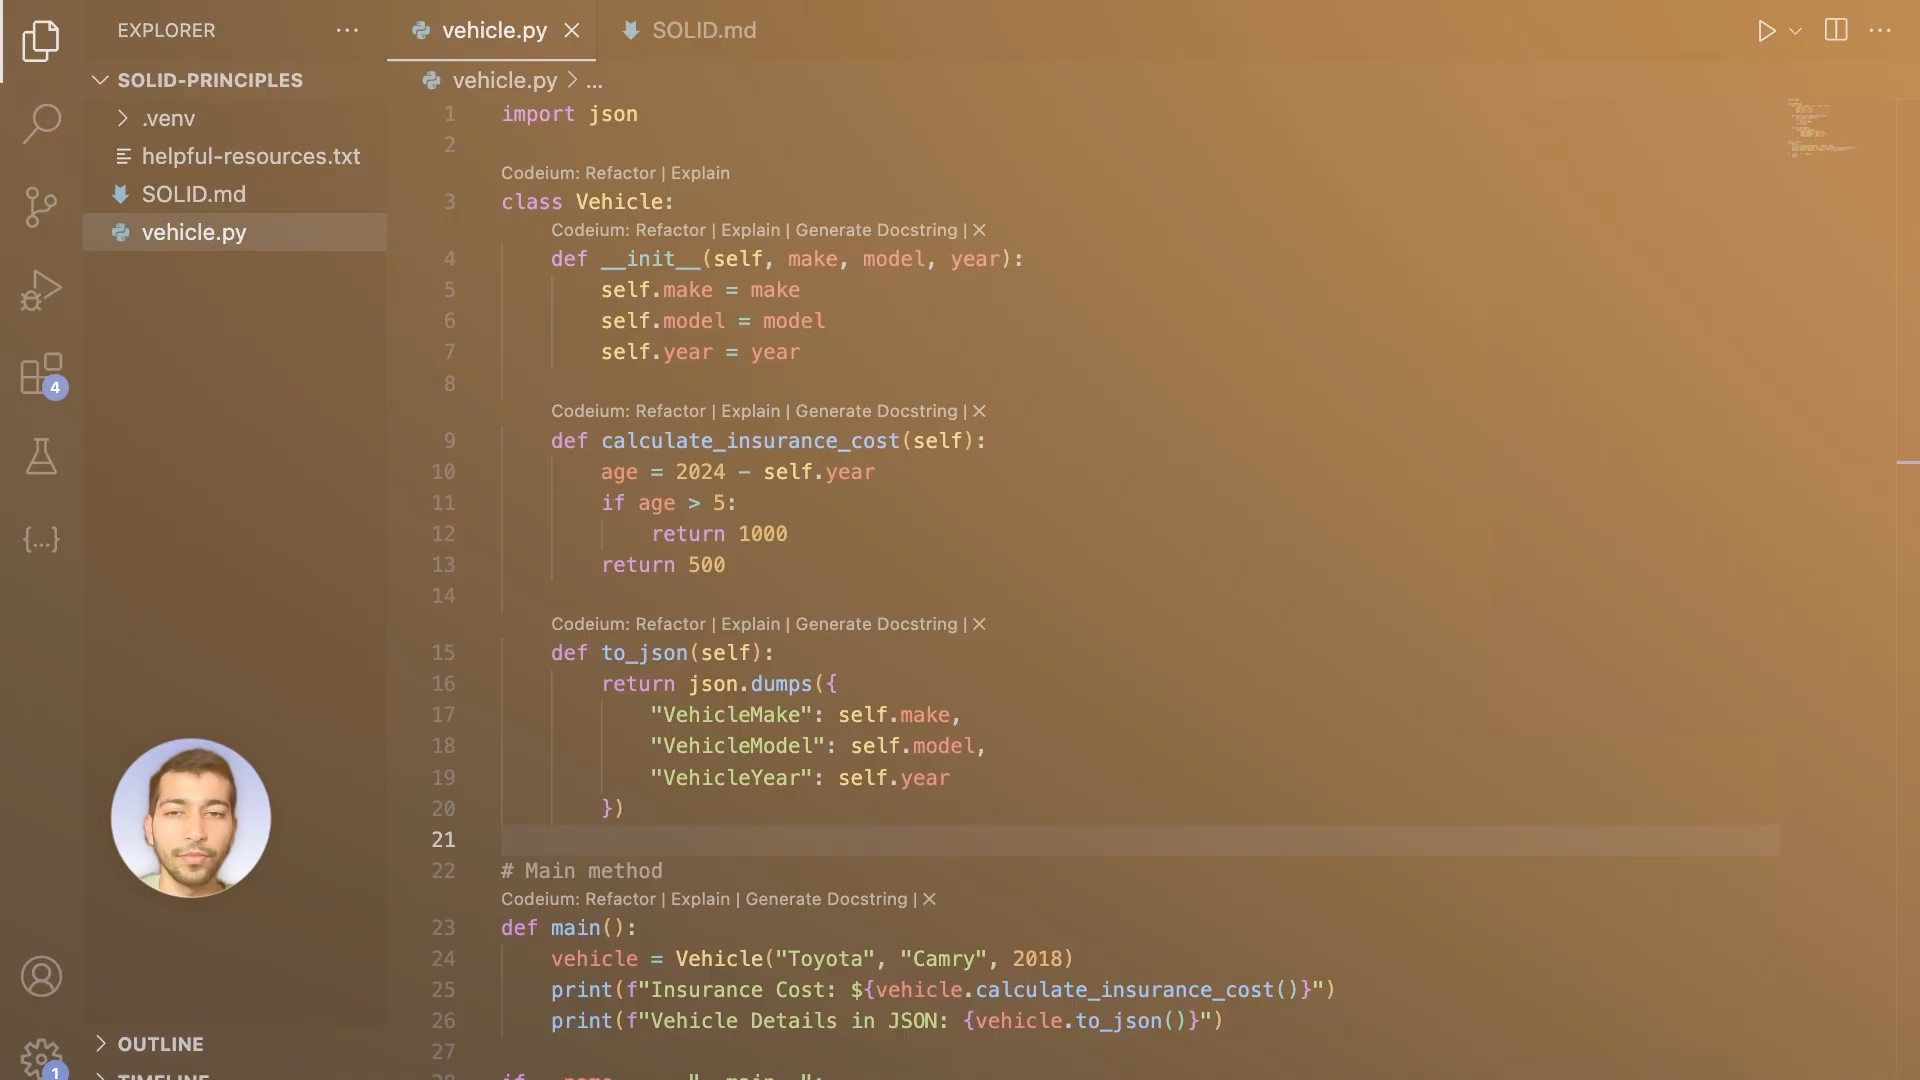 EXPLORER
SOLID-PRINCIPLES
.venv
helpful-resources.txt
SOLID.md
vehicle.py
4
OUTLINE
TIMELINE
1
vehicle.py
SOLID.md
vehicle.py > ...
1 import json
2
Codeium: Refactor | Explain
3 class Vehicle:
Codeium: Refactor | Explain | Generate Docstring | ×
4 def __init__(self, make, model, year):
5 self.make = make
6 self.model = model
7 self.year = year
8
Codeium: Refactor | Explain | Generate Docstring | ×
9 def calculate_insurance_cost(self):
10 age = 2024 - self.year
11 if age > 5:
12 return 1000
13 return 500
14
Codeium: Refactor | Explain | Generate Docstring | ×
15 def to_json(self):
16 return json.dumps({
17 "VehicleMake": self.make,
18 "VehicleModel": self.model,
19 "VehicleYear": self.year
20 })
21
22 # Main method
Codeium: Refactor | Explain | Generate Docstring | ×
23 def main():
24 vehicle = Vehicle("Toyota", "Camry", 2018)
25 print(f"Insurance Cost: ${vehicle.calculate_insurance_cost()}")
26 print(f"Vehicle Details in JSON: {vehicle.to_json()}")
27